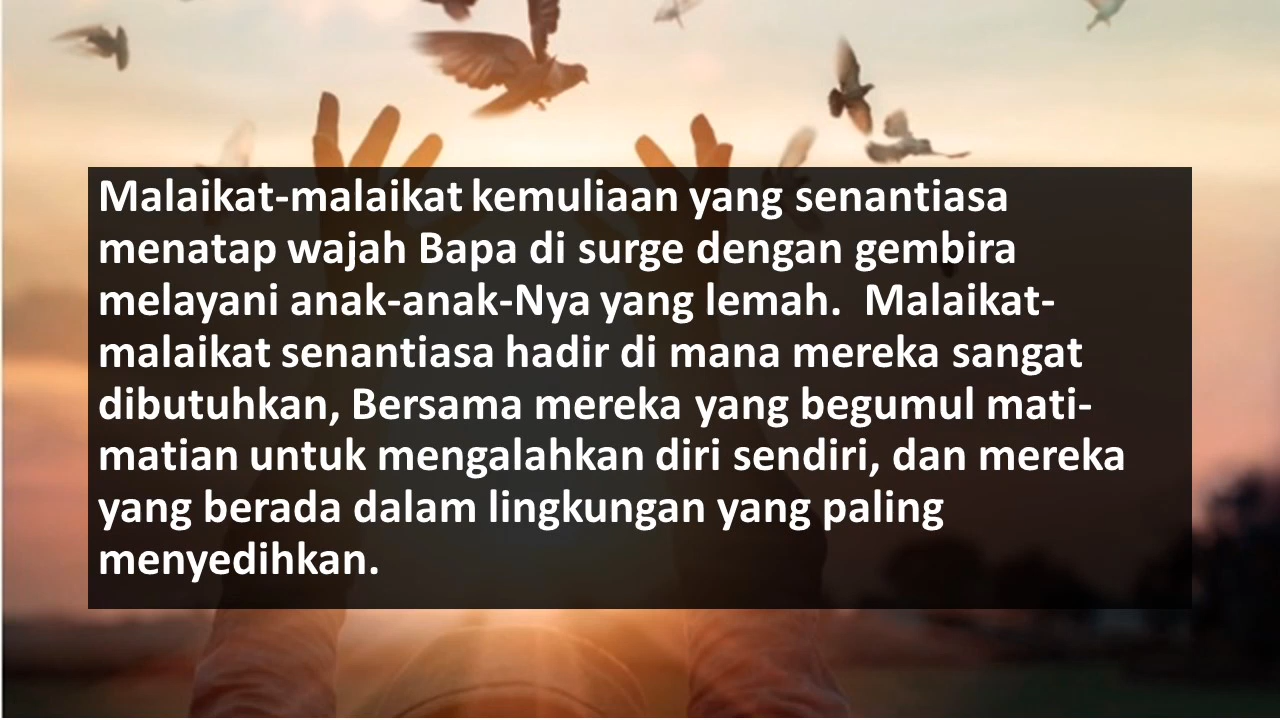 Malaikat-malaikat kemuliaan yang senantiasa
menatap wajah Bapa di surge dengan gembira
melayani anak-anak-Nya yang lemah.  Malaikat-
malaikat senantiasa hadir di mana mereka sangat
dibutuhkan, Bersama mereka yang begumul mati-
matian untuk mengalahkan diri sendiri, dan mereka
yang berada dalam lingkungan yang paling
menyedihkan.